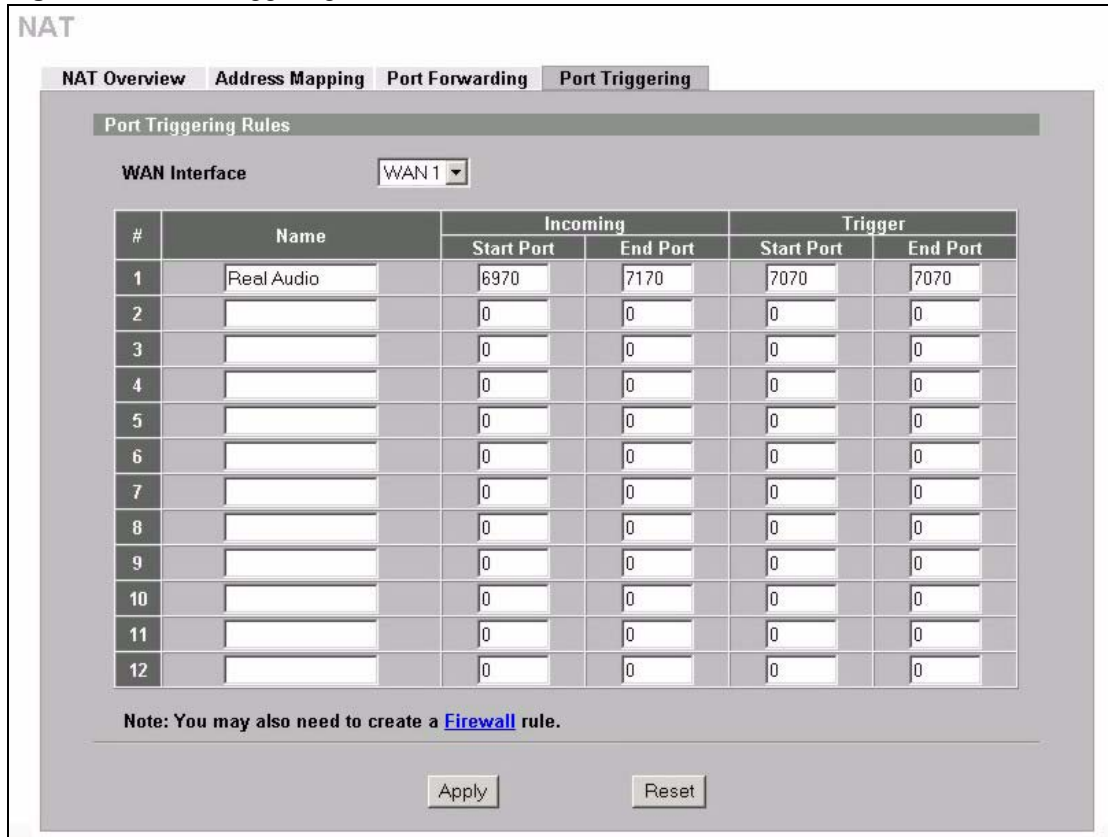 NAT
NAT Overview Address Mapping Port Forwarding Port Triggering
Port Triggering Rules
WAN Interface WAN 1
# Name Incoming Trigger
Start Port End Port Start Port End Port
1 Real Audio 6970 7170 7070 7070
2 0 0 0 0
3 0 0 0 0
4 0 0 0 0
5 0 0 0 0
6 0 0 0 0
7 0 0 0 0
8 0 0 0 0
9 0 0 0 0
10 0 0 0 0
11 0 0 0 0
12 0 0 0 0
Note: You may also need to create a Firewall rule.
Apply Reset